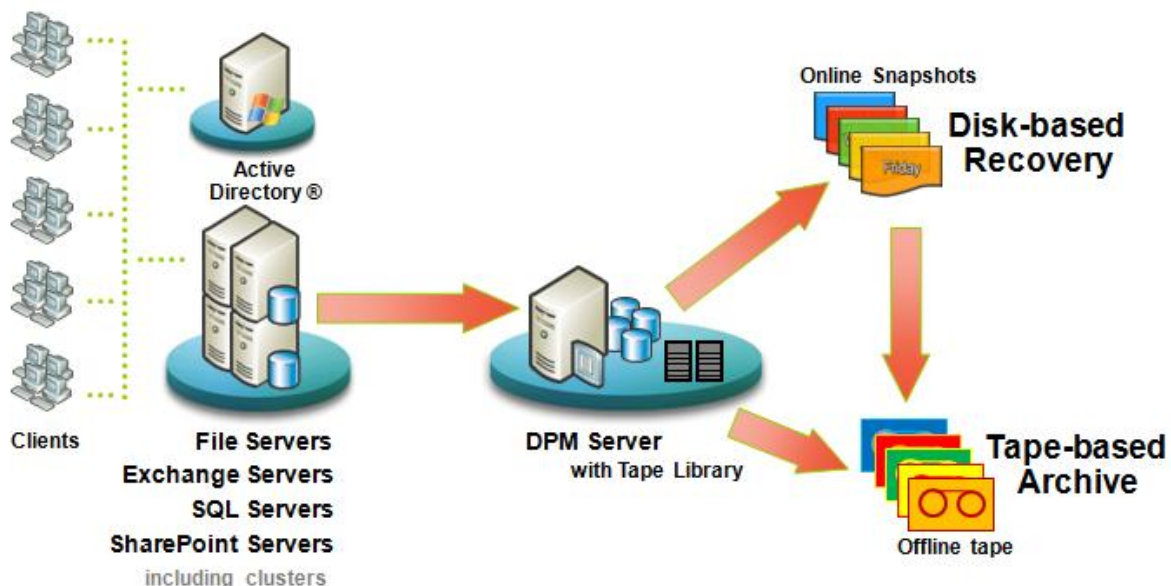 Clients
Active
Directory ®
File Servers
Exchange Servers
SQL Servers
SharePoint Servers
including clusters
DPM Server
with Tape Library
Online Snapshots
Friday
Disk-based
Recovery
Tape-based
Archive
Offline tape